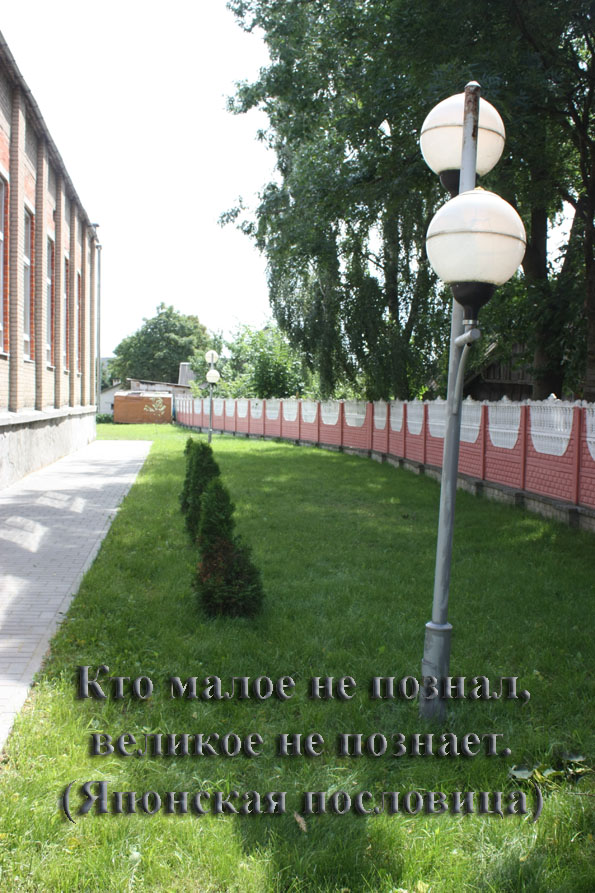 Кто малое не познал,
великое не познает.
(Японская пословица)